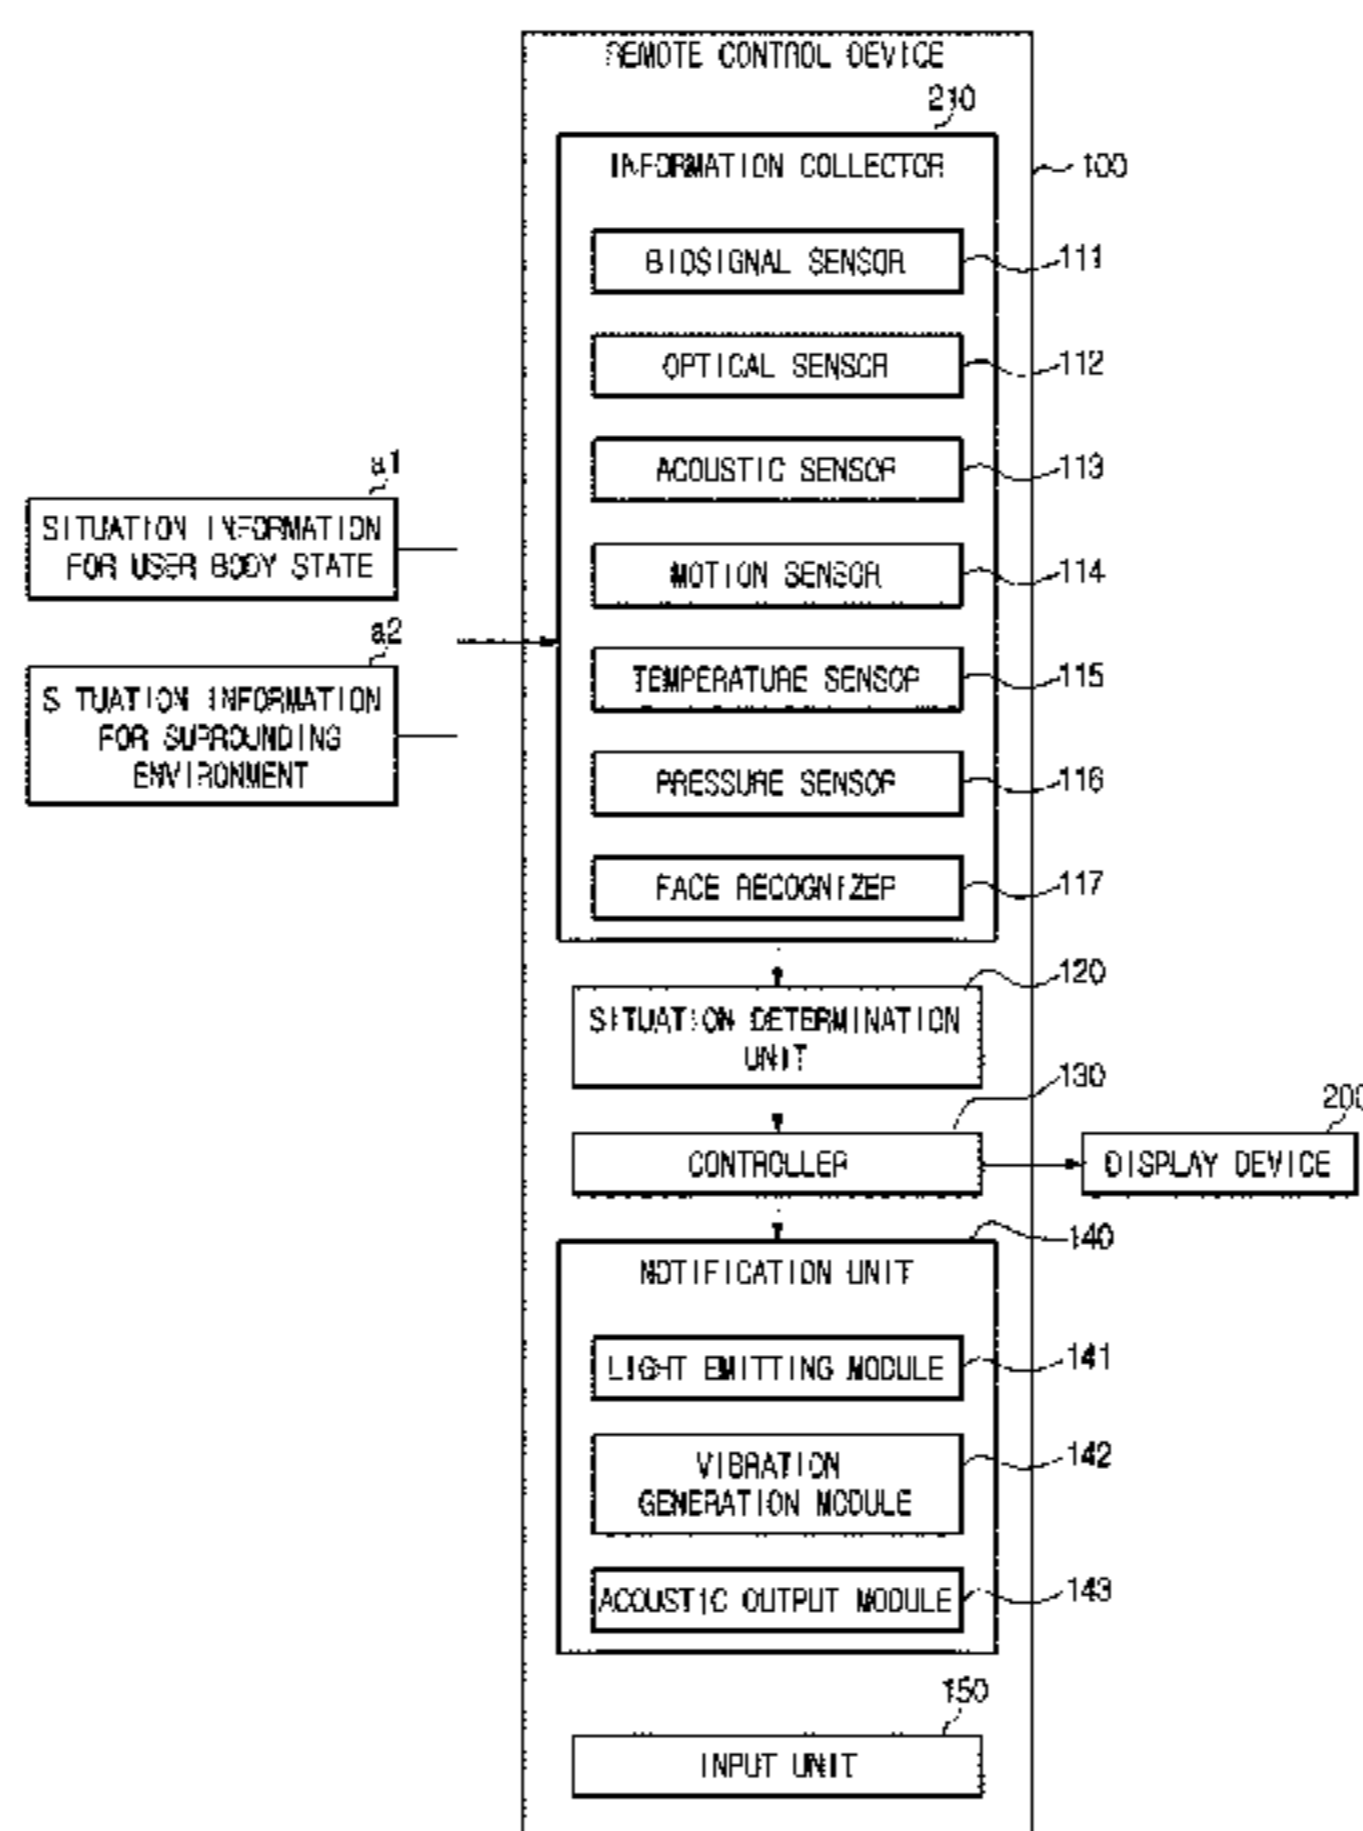 REMOTE CONTROL DEVICE
210
INFORMATION COLLECTOR
100
BIOSIGNAL SENSOR
111
OPTICAL SENSOR
112
ACOUSTIC SENSOR
113
MOTION SENSOR
114
TEMPERATURE SENSOR
115
PRESSURE SENSOR
116
FACE RECOGNIZER
117
a1
SITUATION INFORMATION
FOR USER BODY STATE
a2
SITUATION INFORMATION
FOR SURROUNDING
ENVIRONMENT
120
SITUATION DETERMINATION
UNIT
130
CONTROLLER
200
DISPLAY DEVICE
140
NOTIFICATION UNIT
LIGHT EMITTING MODULE
141
VIBRATION
GENERATION MODULE
142
ACOUSTIC OUTPUT MODULE
143
150
INPUT UNIT